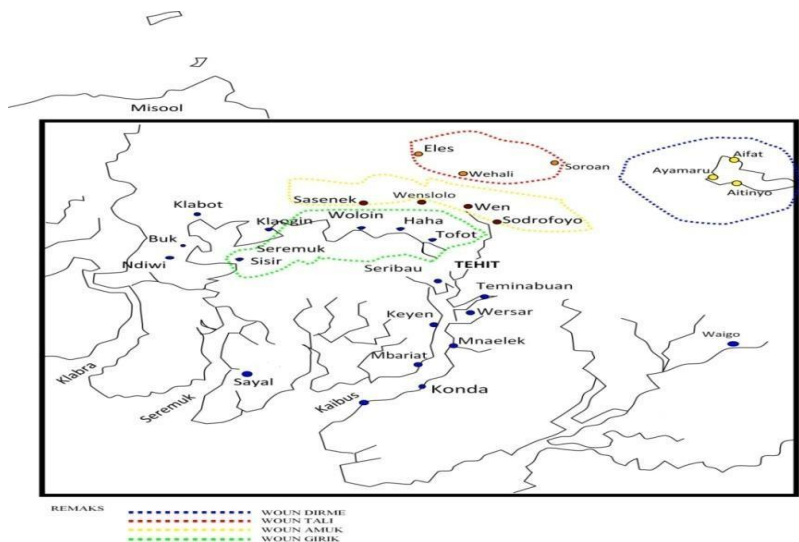 Misool
Eles
Wehali
Soroan
Aifat
Ayamaru
Aitinyo
Sasenek
Wenslolo
Wen
Sodrofoyo
Klabot
Klaogin
Woloin
Haha
Tofot
Buk
Ndiwi
Seremuk
Sisir
Seribau
TEHIT
Teminabuan
Keyen
Wersar
Mnaelek
Waigo
Mbariat
Klabra
Sayal
Seremuk
Kaibus
Konda
REMAKS
WOUN DIRME
WOUN TALI
WOUN AMUK
WOUN GIRIK